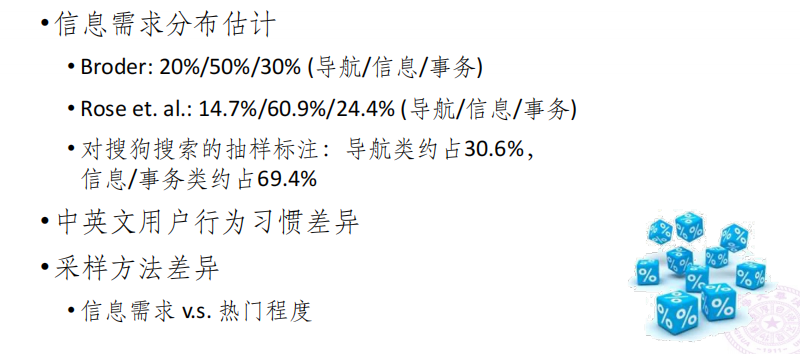 •信息需求分布估计
• Broder: 20%/50%/30% (导航/信息/事务)
• Rose et. al.: 14.7%/60.9%/24.4% (导航/信息/事务)
• 对搜狗搜索的抽样标注：导航类约占30.6%，
信息/事务类约占69.4%
•中英文用户行为习惯差异
•采样方法差异
•信息需求 v.s. 热门程度